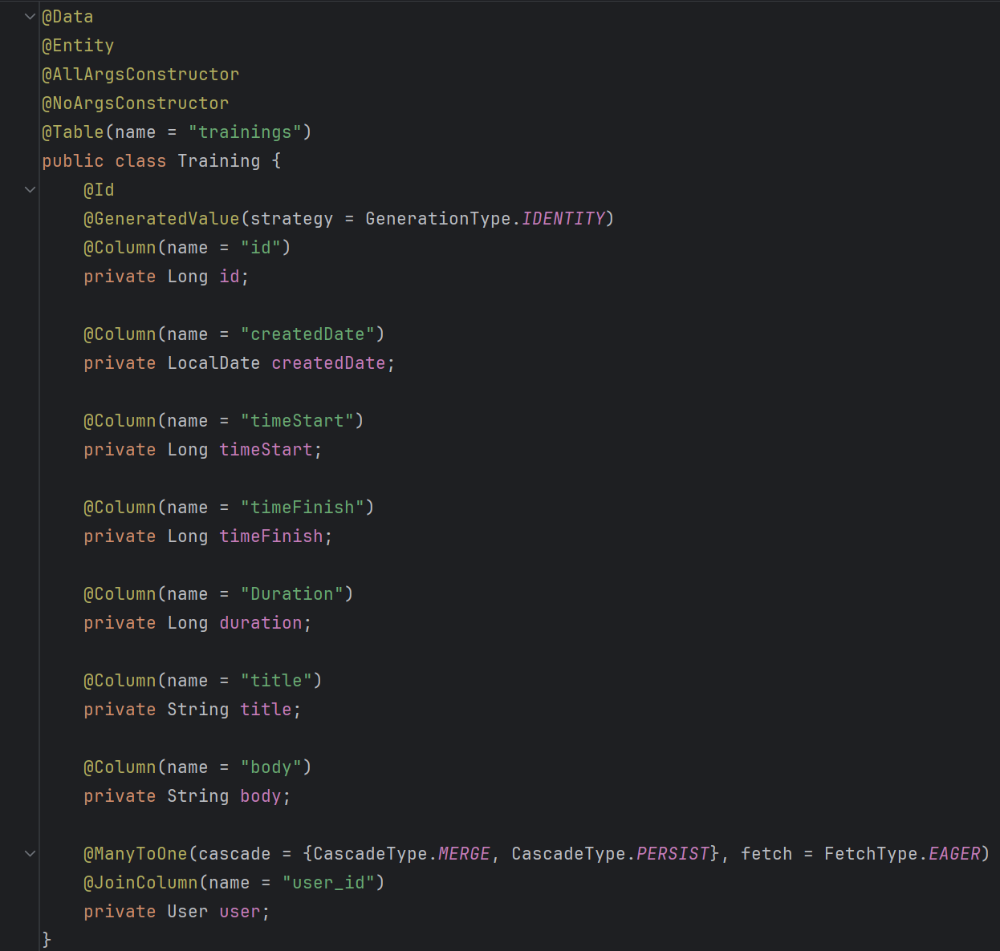 @Data
@Entity
@AllArgsConstructor
@NoArgsConstructor
@Table(name = "trainings")
public class Training {
    @Id
    @GeneratedValue(strategy = GenerationType.IDENTITY)
    @Column(name = "id")
    private Long id;

    @Column(name = "createdDate")
    private LocalDate createdDate;

    @Column(name = "timeStart")
    private Long timeStart;

    @Column(name = "timeFinish")
    private Long timeFinish;

    @Column(name = "Duration")
    private Long duration;

    @Column(name = "title")
    private String title;

    @Column(name = "body")
    private String body;

    @ManyToOne(cascade = {CascadeType.MERGE, CascadeType.PERSIST}, fetch = FetchType.EAGER)
    @JoinColumn(name = "user_id")
    private User user;
}